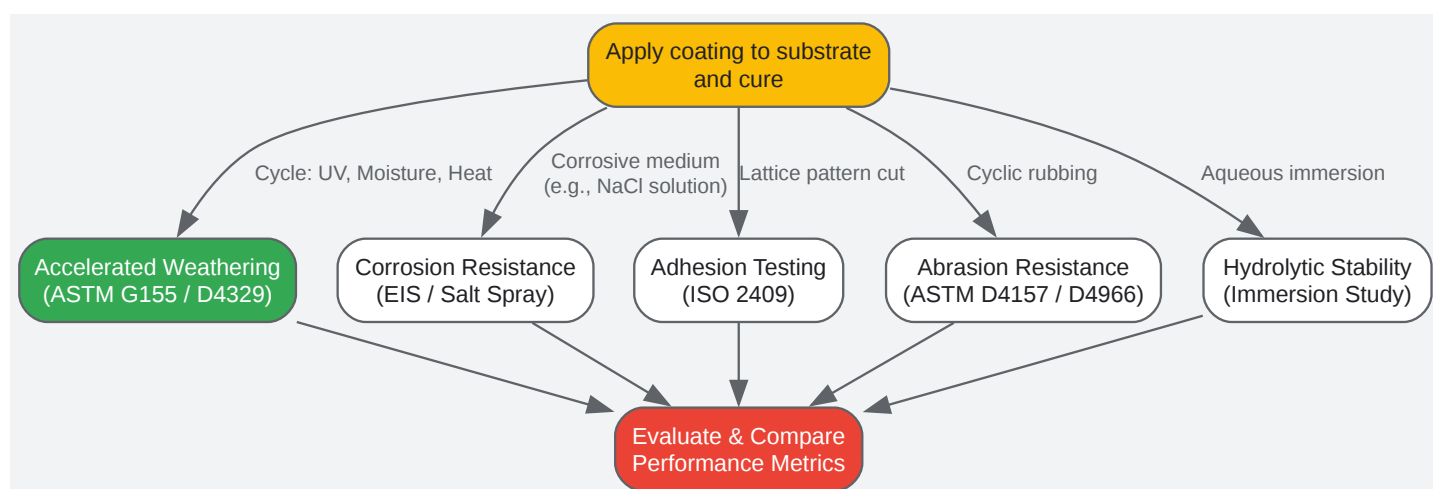 Apply coating to substrate
and cure
Cycle: UV, Moisture, Heat
Corrosive medium
(e.g., NaCl solution)
Lattice pattern cut
Cyclic rubbing
Aqueous immersion
Accelerated Weathering
(ASTM G155 / D4329)
Corrosion Resistance
(EIS / Salt Spray)
Adhesion Testing
(ISO 2409)
Abrasion Resistance
(ASTM D4157 / D4966)
Hydrolytic Stability
(Immersion Study)
Evaluate & Compare
Performance Metrics